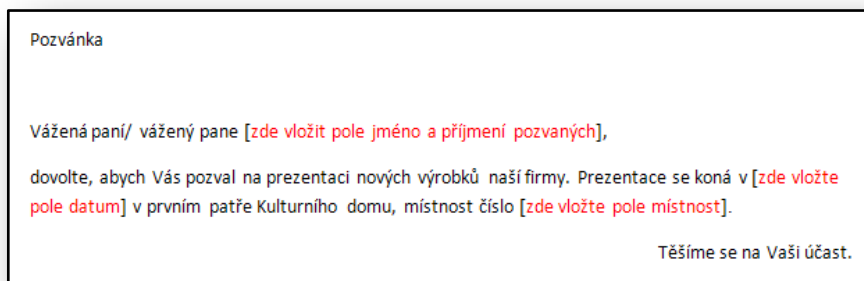 Pozvánka
Vážená paní/ vážený pane [zde vložit pole jméno a příjmení pozvaných],
dovolte, abych Vás pozval na prezentaci nových výrobků naší firmy. Prezentace se koná v [zde vložte
pole datum] v prvním patře Kulturního domu, místnost číslo [zde vložte pole místnost].
Těšíme se na Vaši účast.